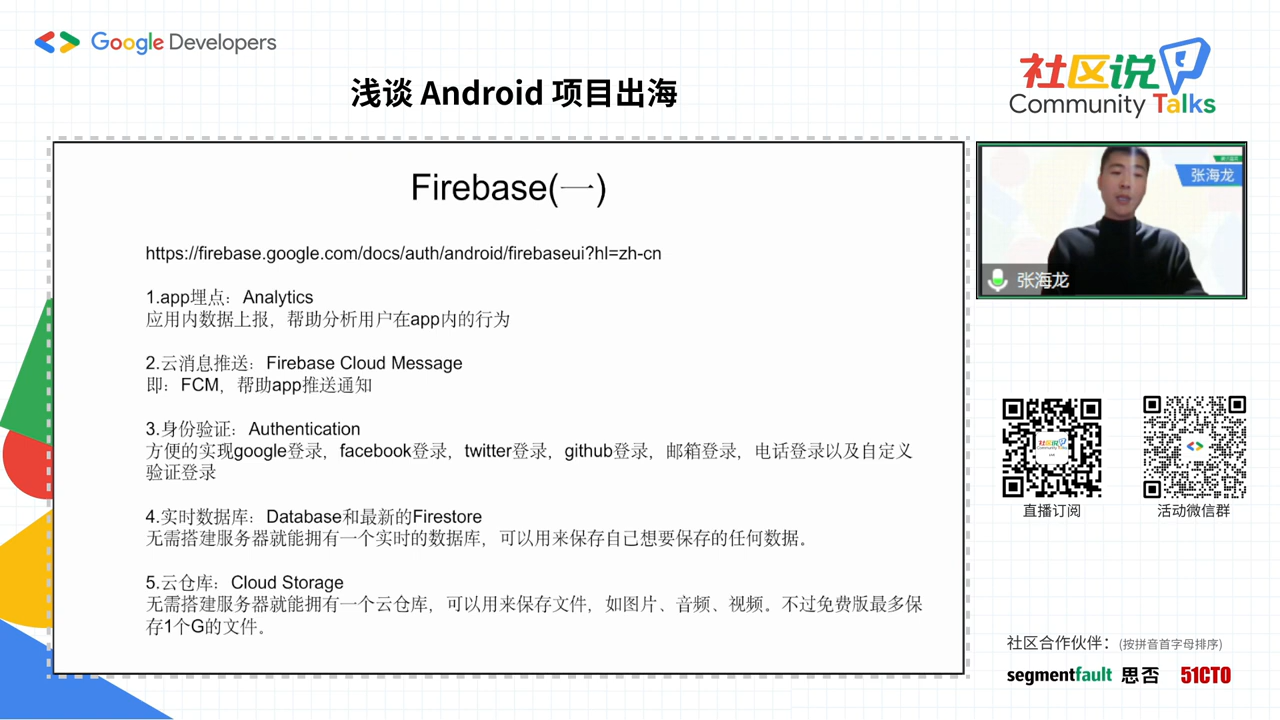 Google Developers
浅谈 Android 项目出海
社区说
Community Talks
Firebase(一)
https://firebase.google.com/docs/auth/android/firebaseui?hl=zh-cn
1.app埋点：Analytics
应用内数据上报，帮助分析用户在app内的行为
2.云消息推送：Firebase Cloud Message
即：FCM，帮助app推送通知
3.身份验证：Authentication
方便的实现google登录，facebook登录，twitter登录，github登录，邮箱登录，电话登录以及自定义
验证登录
4.实时数据库：Database和最新的Firestore
无需搭建服务器就能拥有一个实时的数据库，可以用来保存自己想要保存的任何数据。
5.云仓库：Cloud Storage
无需搭建服务器就能拥有一个云仓库，可以用来保存文件，如图片、音频、视频。不过免费版最多保
存1个G的文件。
张海龙
张海龙
直播订阅
活动微信群
社区合作伙伴：(按拼音首字母排序)
segmentfault 思否 51CTO